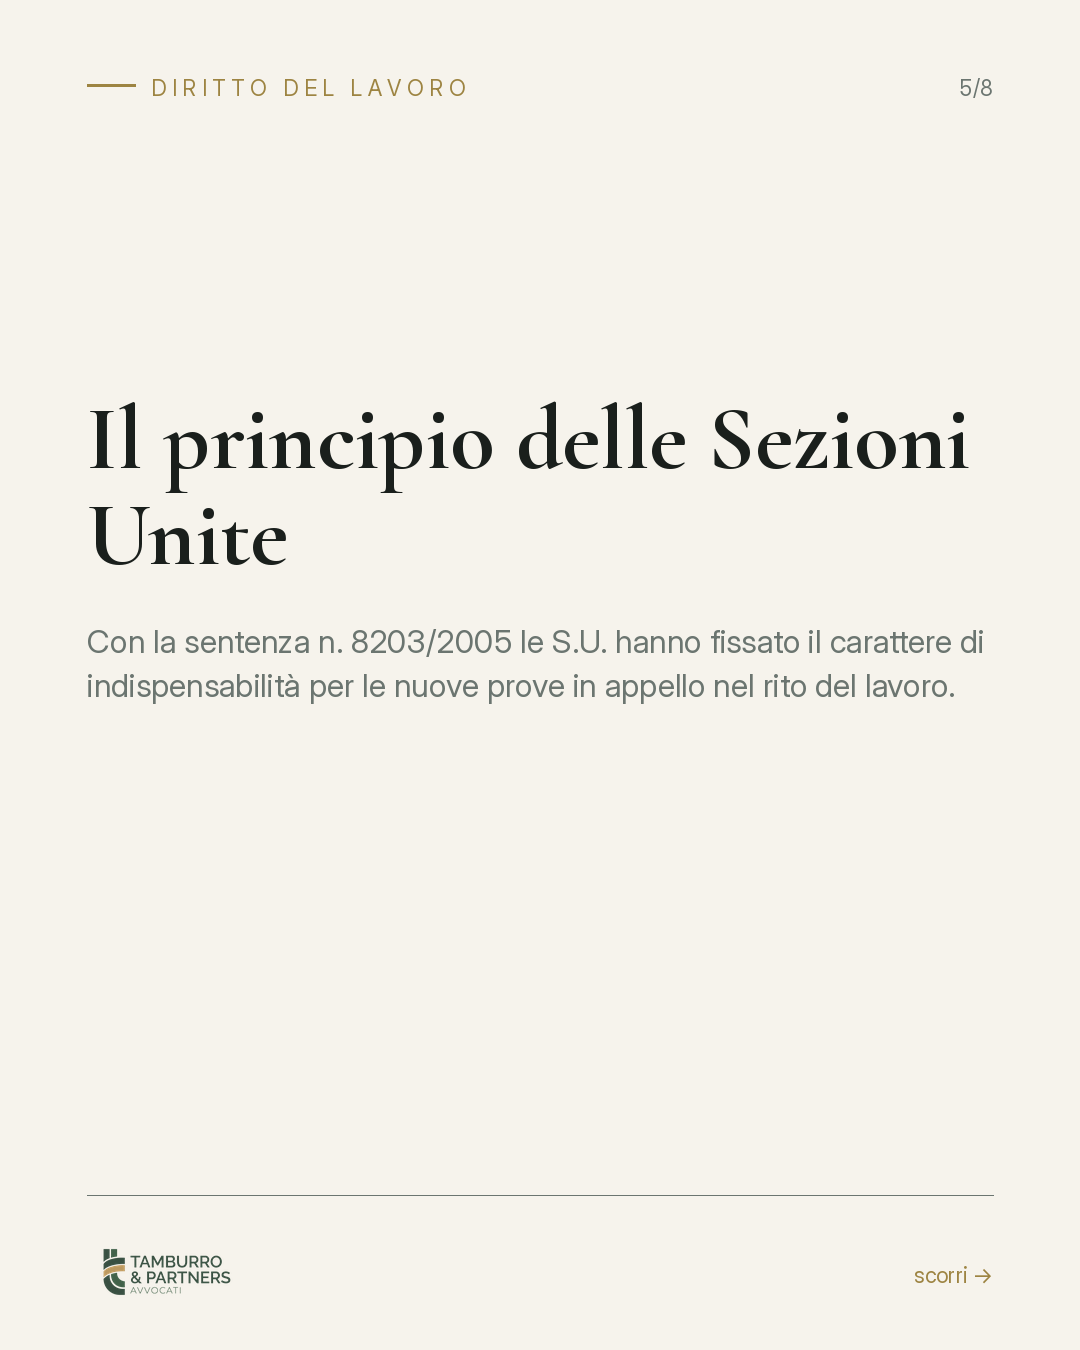 DIRITTO DEL LAVORO
5/8
Il principio delle Sezioni
Unite
Con la sentenza n. 8203/2005 le S.U. hanno fissato il carattere di
indispensabilità per le nuove prove in appello nel rito del lavoro.
TAMBURRO
& PARTNERS
AVVOCATI
scorri →